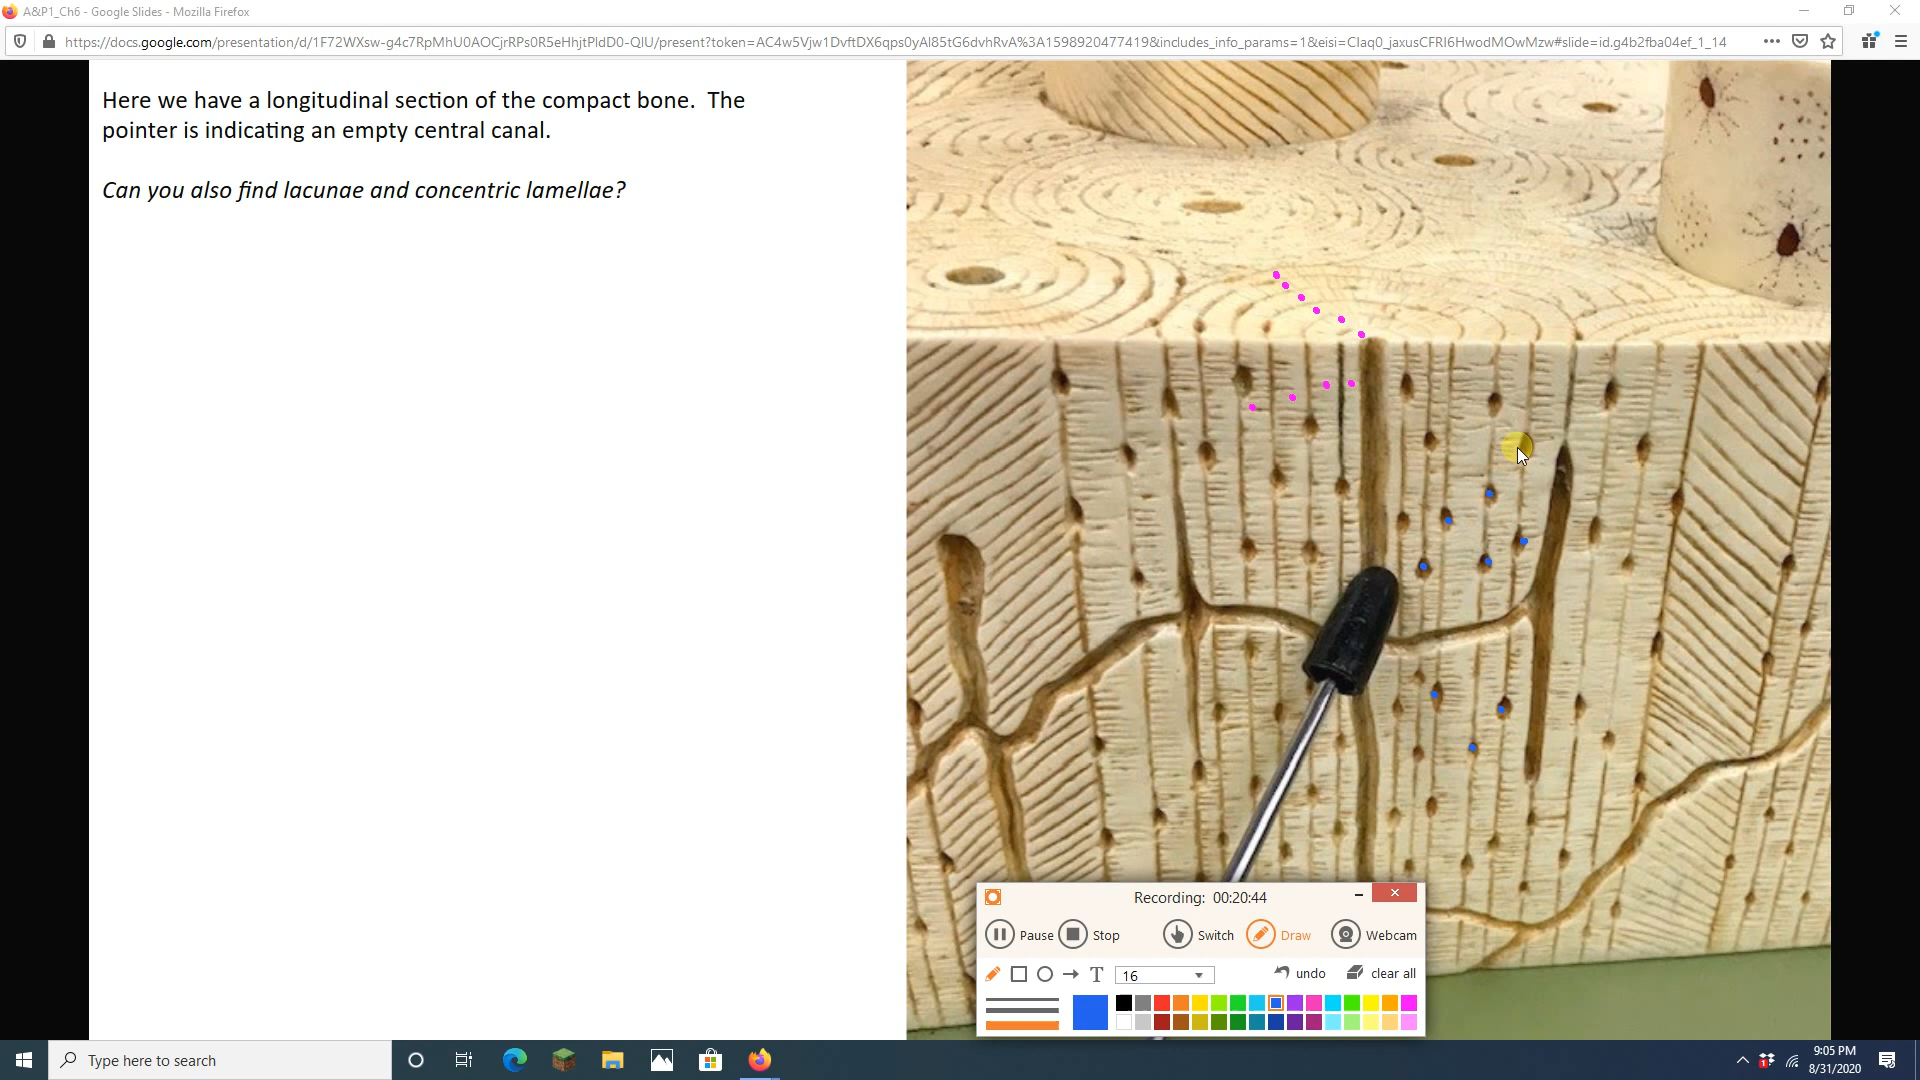 A&P1_Ch6 - Google Slides - Mozilla Firefox
https://docs.google.com/presentation/d/1F72WXsw-g4c7RpMhU0AOCjrRPs0R5eHhjtPldD0-QlU/present?token=AC4w5Vjw1DvftDX6qps0yAl85tG6dvhRvA%3A1598920477419&includes_info_params=1&eisi=CIaq0_jaxusCFRI6HwodMOwMzw#slide=id.g4b2fba04ef_1_14
Here we have a longitudinal section of the compact bone.  The
pointer is indicating an empty central canal.
Can you also find lacunae and concentric lamellae?
Recording: 00:20:44
Pause Stop Switch Draw Webcam
T 16 undo clear all
Type here to search
1
9:05 PM
8/31/2020